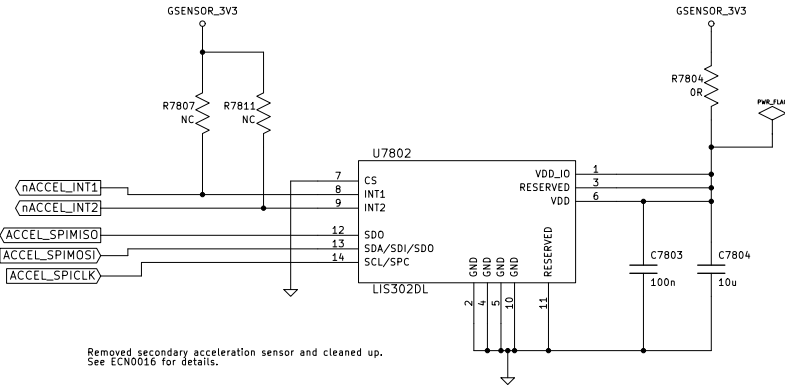 GSENSOR_3V3
GSENSOR_3V3
R7807
NC
R7811
NC
R7804
0R
PWR_FLAG
U7802
nACCEL_INT1
nACCEL_INT2
ACCEL_SPIMISO
ACCEL_SPIMOSI
ACCEL_SPICLK
7
8
9
12
13
14
CS
INT1
INT2
SDO
SDA/SDI/SDO
SCL/SPC
VDD_IO
RESERVED
VDD
1
3
6
GND
GND
GND
GND
RESERVED
2
4
5
10
11
LIS302DL
C7803
100n
C7804
10u
Removed secondary acceleration sensor and cleaned up.
See ECN0016 for details.